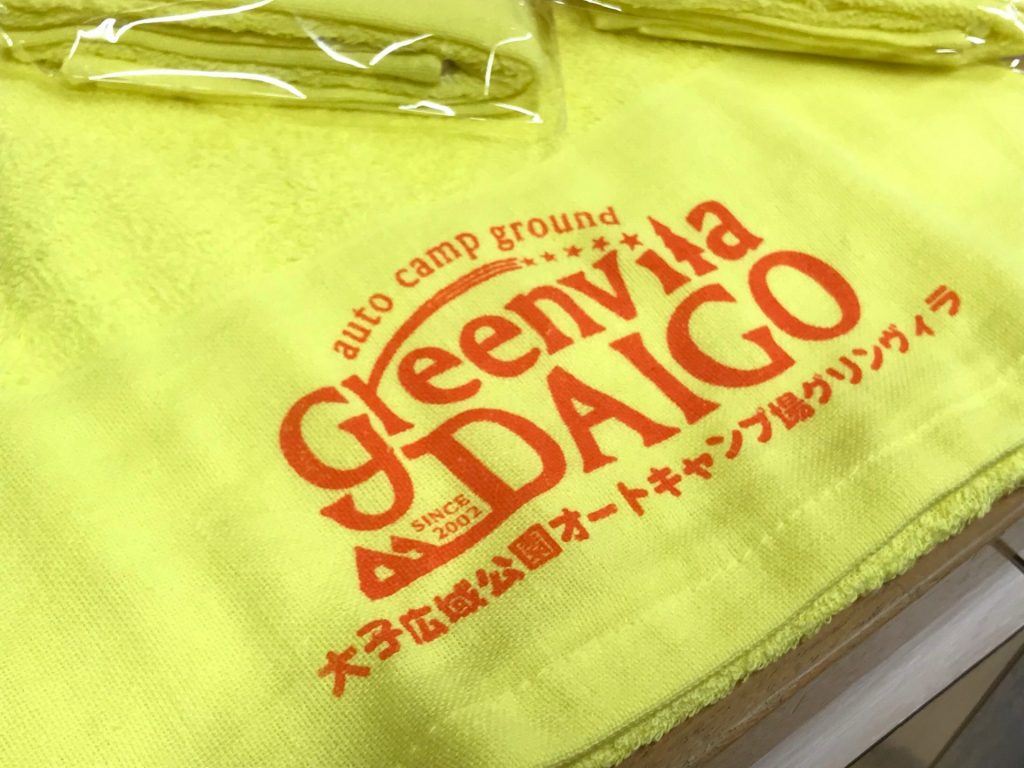 auto camp ground
greenvilla
DAIGO
SINCE
2002
大子広域公園オートキャンプ場グリンヴィラ